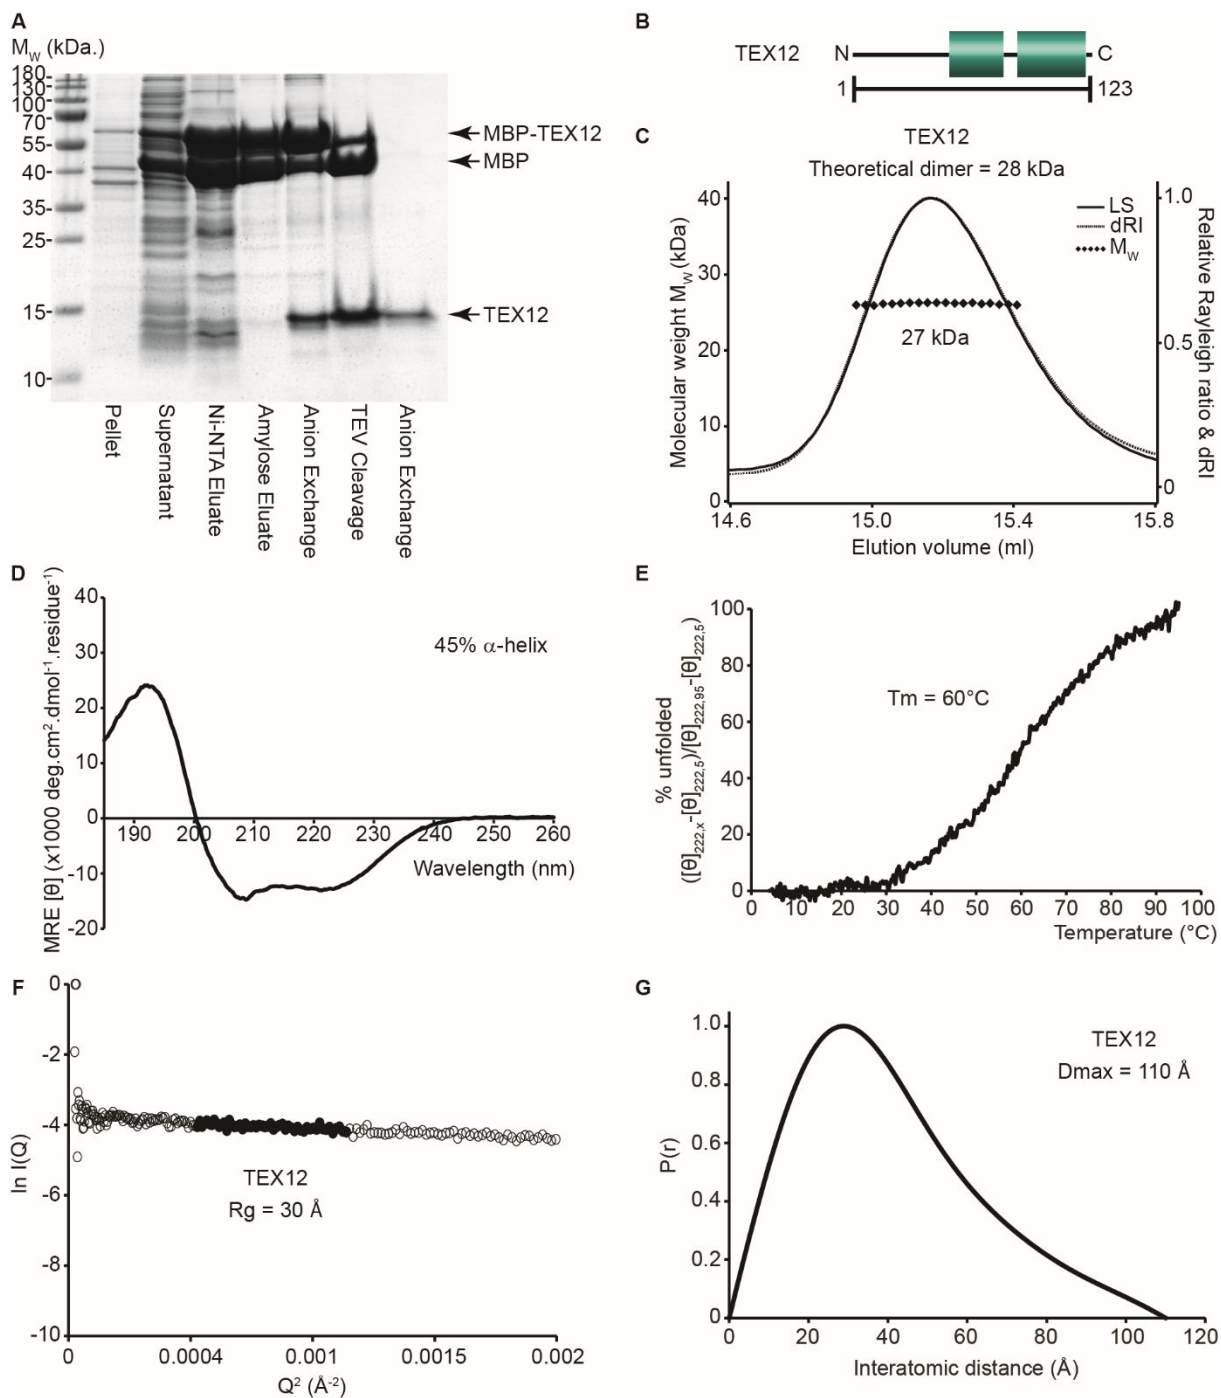 A
M_W (kDa.)
180
130
100
70
55
40
35
25
15
10
MBP-TEX12
MBP
TEX12
Pellet
Supernatant
Ni-NTA Eluate
Amylose Eluate
Anion Exchange
TEV Cleavage
Anion Exchange
B
TEX12 N C
1 123
C
TEX12
Theoretical dimer = 28 kDa
Molecular weight M_W (kDa)
40
30
20
10
0
LS
dRI
M_W
27 kDa
1.0
0.5
0
Relative Rayleigh ratio & dRI
14.6 15.0 15.4 15.8
Elution volume (ml)
D
MRE [θ] (x1000 deg.cm².dmol⁻¹.residue⁻¹)
40
30
20
10
0
-10
-20
45% α-helix
190 200 210 220 230 240 250 260
Wavelength (nm)
E
% unfolded
([θ]222,x-[θ]222,5)/[θ]222,95-[θ]222,5)
100
80
60
40
20
0
Tm = 60°C
0 10 20 30 40 50 60 70 80 90 100
Temperature (°C)
F
ln I(Q)
0
-2
-4
-6
-8
-10
TEX12
Rg = 30 Å
0 0.0004 0.001 0.0015 0.002
Q² (Å⁻²)
G
P(r)
1.0
0.8
0.6
0.4
0.2
0
TEX12
Dmax = 110 Å
0 20 40 60 80 100 120
Interatomic distance (Å)